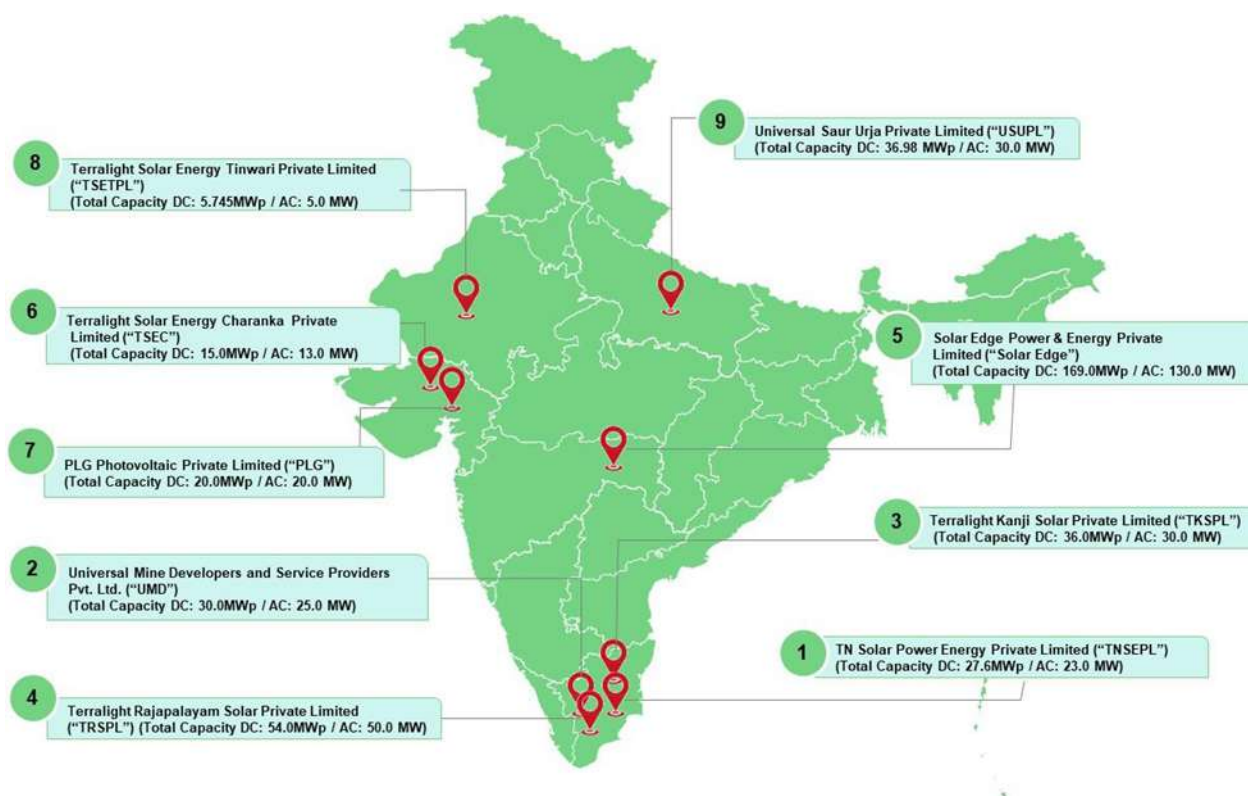 9
Universal Saur Urja Private Limited (“USUPL”)
(Total Capacity DC: 36.98 MWp / AC: 30.0 MW)
8
Terralight Solar Energy Tinwari Private Limited
(“TSETPL”)
(Total Capacity DC: 5.745MWp / AC: 5.0 MW)
6
Terralight Solar Energy Charanka Private
Limited (“TSEC”)
(Total Capacity DC: 15.0MWp / AC: 13.0 MW)
5
Solar Edge Power & Energy Private
Limited (“Solar Edge”)
(Total Capacity DC: 169.0MWp / AC: 130.0 MW)
7
PLG Photovoltaic Private Limited (“PLG”)
(Total Capacity DC: 20.0MWp / AC: 20.0 MW)
3
Terralight Kanji Solar Private Limited (“TKSPL”)
(Total Capacity DC: 36.0MWp / AC: 30.0 MW)
2
Universal Mine Developers and Service Providers
Pvt. Ltd. (“UMD”)
(Total Capacity DC: 30.0MWp / AC: 25.0 MW)
1
TN Solar Power Energy Private Limited (“TNSEPL”)
(Total Capacity DC: 27.6MWp / AC: 23.0 MW)
4
Terralight Rajapalayam Solar Private Limited
(“TRSPL”) (Total Capacity DC: 54.0MWp / AC: 50.0 MW)